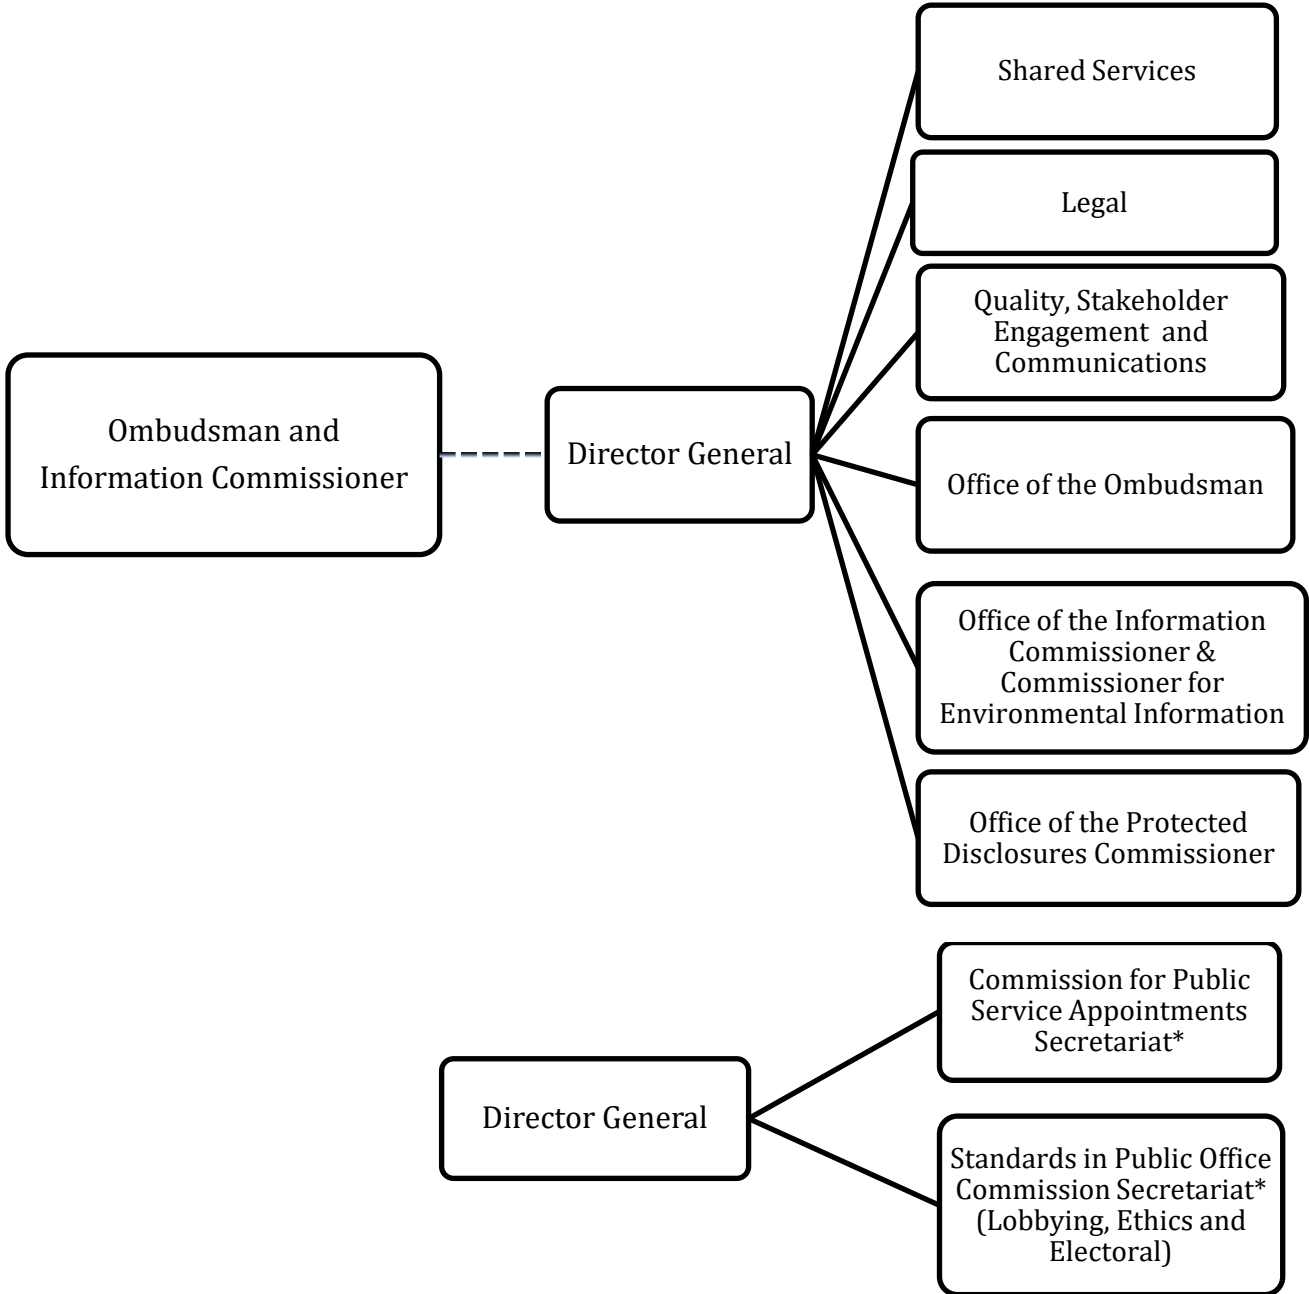 Shared Services
Legal
Quality, Stakeholder
Engagement and
Communications
Ombudsman and
Information Commissioner
Director General
Office of the Ombudsman
Office of the Information
Commissioner &
Commissioner for
Environmental Information
Office of the Protected
Disclosures Commissioner
Commission for Public
Service Appointments
Secretariat*
Director General
Standards in Public Office
Commission Secretariat*
(Lobbying, Ethics and
Electoral)